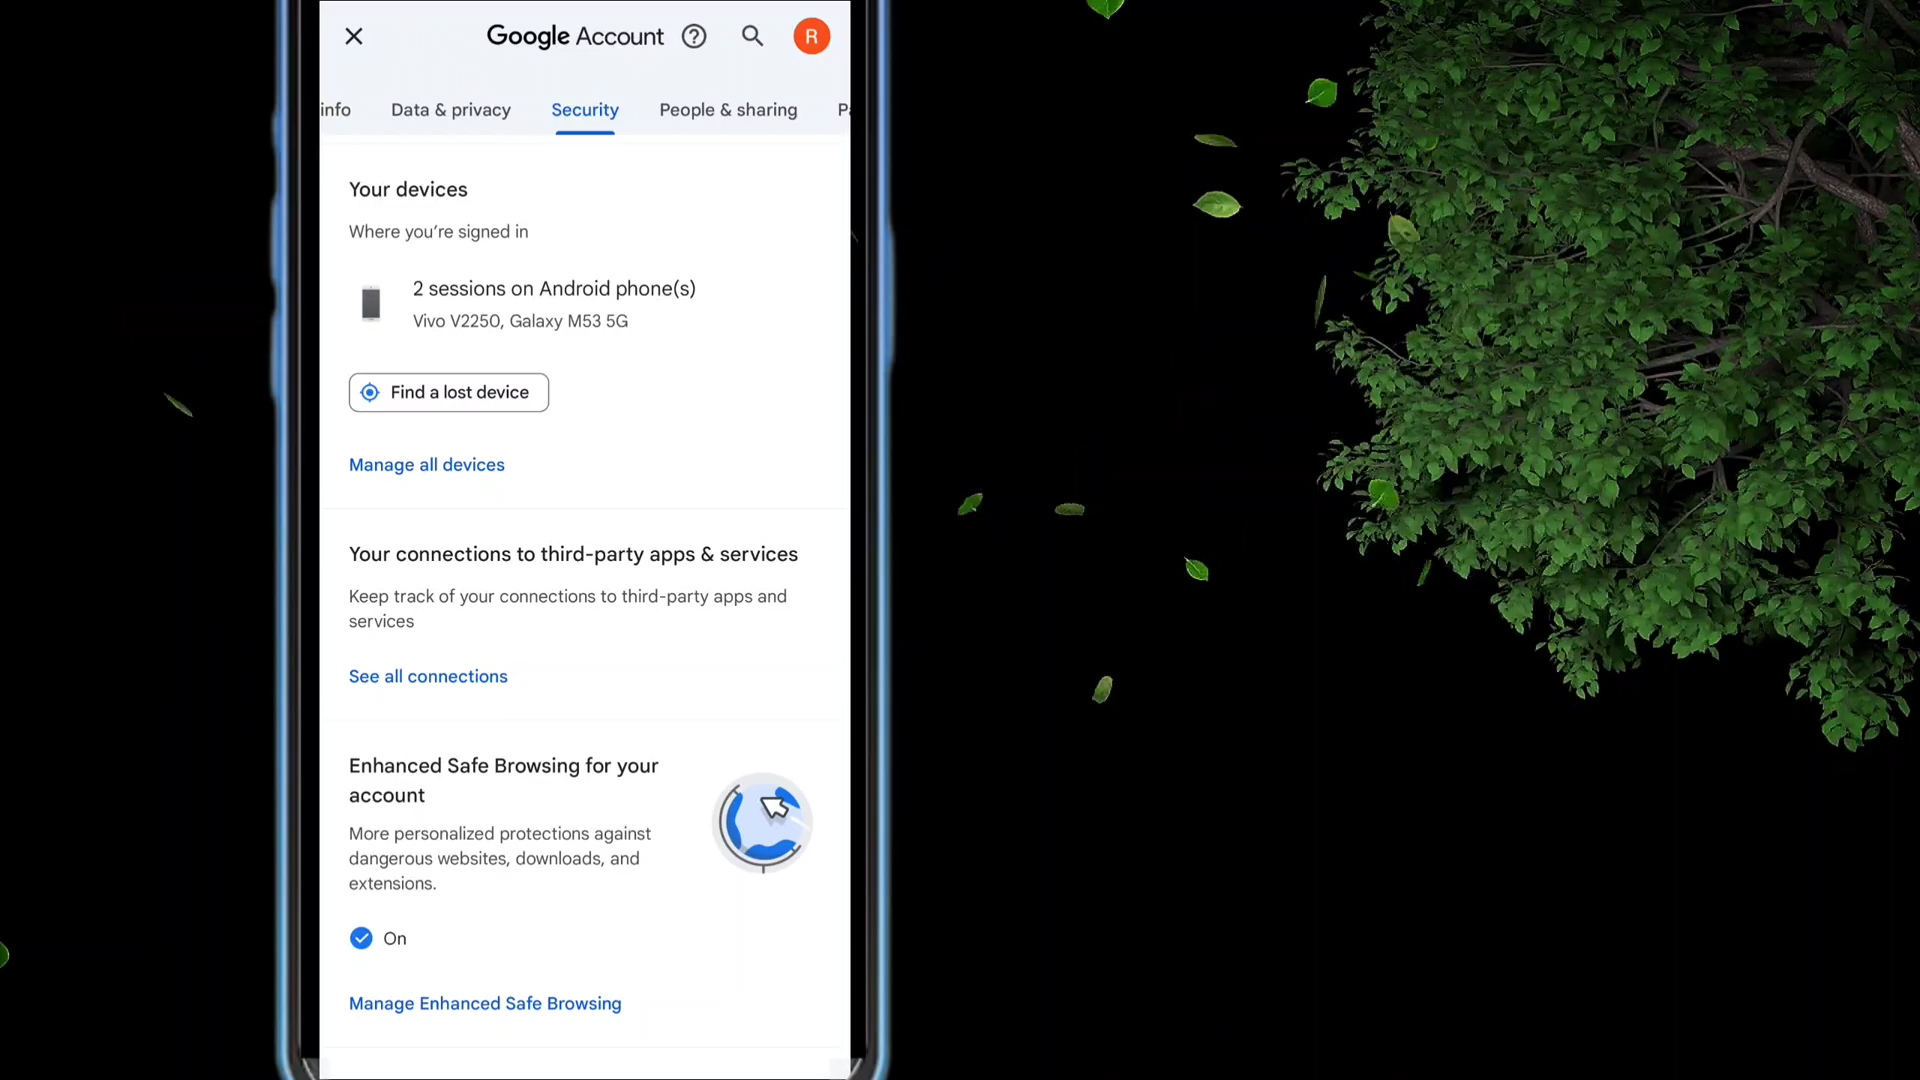 Google Account
R
info Data & privacy Security People & sharing Pa
Your devices
Where you're signed in
2 sessions on Android phone(s)
Vivo V2250, Galaxy M53 5G
Find a lost device
Manage all devices
Your connections to third-party apps & services
Keep track of your connections to third-party apps and
services
See all connections
Enhanced Safe Browsing for your
account
More personalized protections against
dangerous websites, downloads, and
extensions.
On
Manage Enhanced Safe Browsing